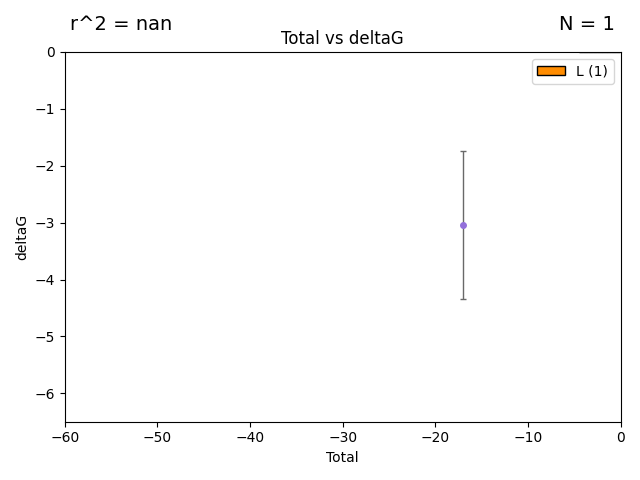 r^2 = nan
N = 1
Total vs deltaG
L (1)
0
−1
−2
−3
−4
−5
−6
deltaG
−60
−50
−40
−30
−20
−10
0
Total